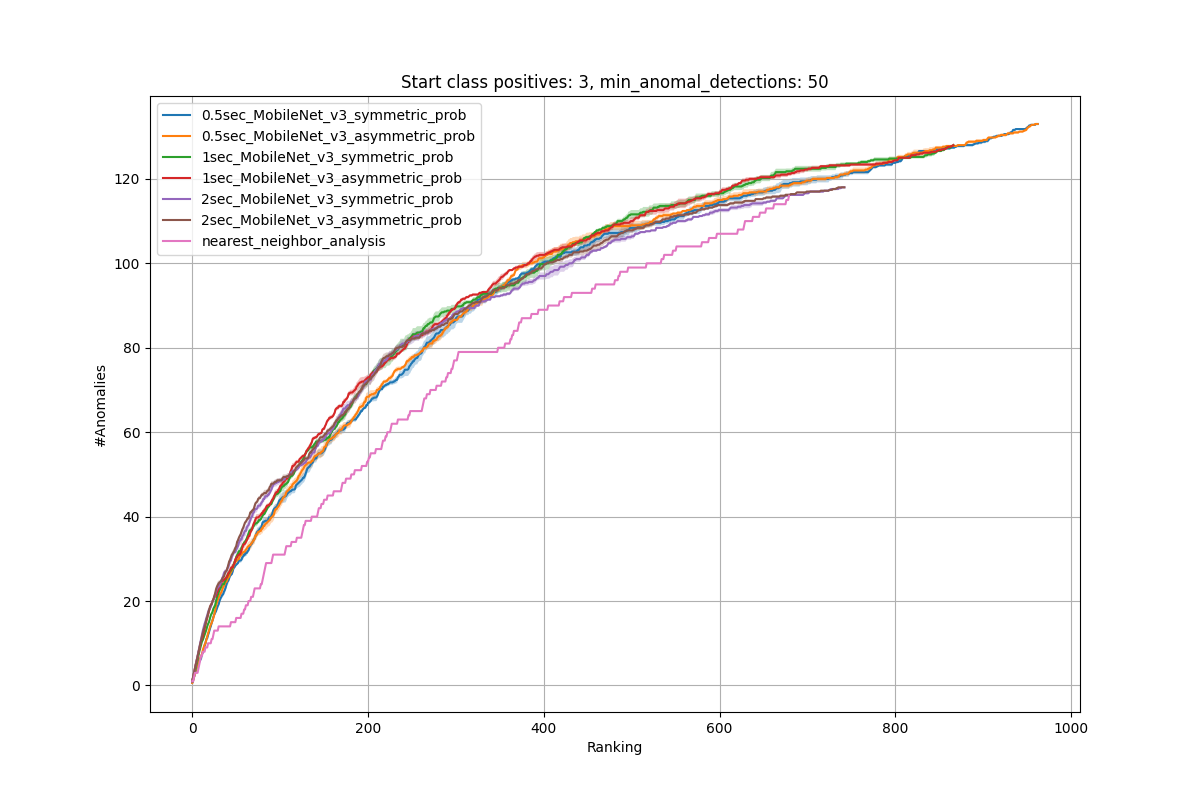 Start class positives: 3, min_anomal_detections: 50
0.5sec_MobileNet_v3_symmetric_prob
0.5sec_MobileNet_v3_asymmetric_prob
1sec_MobileNet_v3_symmetric_prob
1sec_MobileNet_v3_asymmetric_prob
2sec_MobileNet_v3_symmetric_prob
2sec_MobileNet_v3_asymmetric_prob
nearest_neighbor_analysis
120
100
80
60
40
20
0
#Anomalies
0 200 400 600 800 1000
Ranking